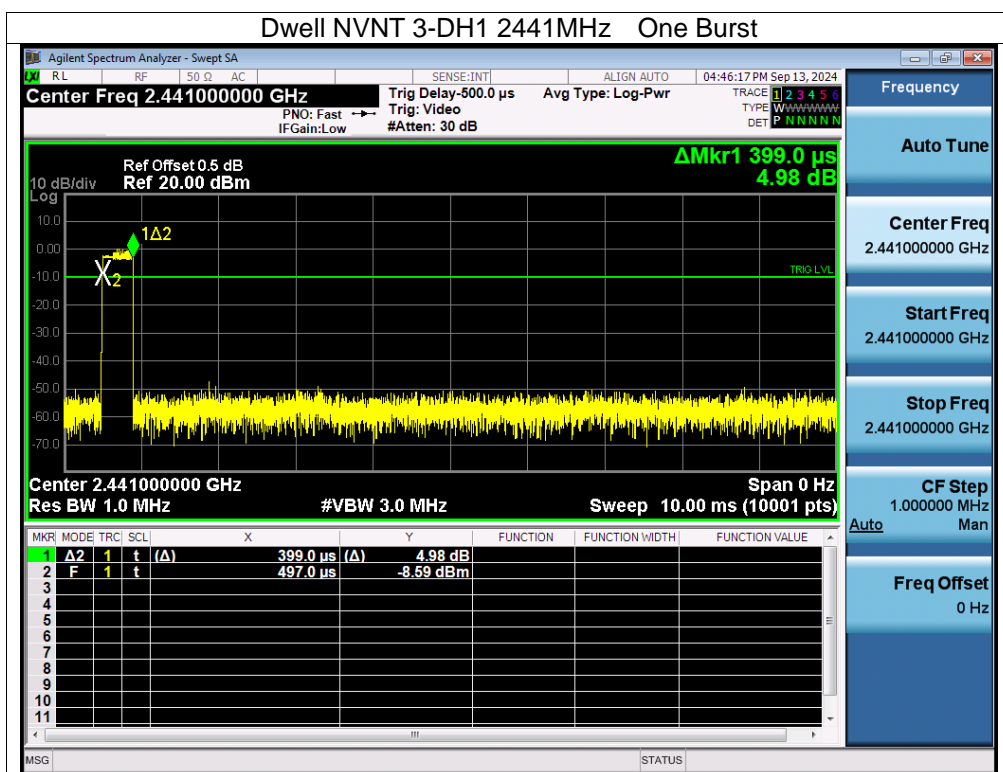 Dwell NVNT 3-DH1 2441MHz One Burst
Agilent Spectrum Analyzer - Swept SA
LXI RL RF 50 Ω AC SENSE:INT ALIGN AUTO 04:46:17 PM Sep 13, 2024
Center Freq 2.441000000 GHz
PNO: Fast
IFGain:Low
Trig Delay-500.0 µs
Trig: Video
#Atten: 30 dB
Avg Type: Log-Pwr
TRACE 1 2 3 4 5 6
TYPE WWWWWWW
DET P N N N N N
ΔMkr1 399.0 µs
4.98 dB
Ref Offset 0.5 dB
10 dB/div Ref 20.00 dBm
Log
10.0
0.00
-10.0
-20.0
-30.0
-40.0
-50.0
-60.0
-70.0
1Δ2
2
TRIG LVL
Center 2.441000000 GHz Span 0 Hz
Res BW 1.0 MHz #VBW 3.0 MHz Sweep 10.00 ms (10001 pts)
MKR MODE TRC SCL X Y FUNCTION FUNCTION WIDTH FUNCTION VALUE
1 Δ2 1 t (Δ) 399.0 µs (Δ) 4.98 dB
2 F 1 t 497.0 µs -8.59 dBm
3
4
5
6
7
8
9
10
11
MSG STATUS
Frequency
Auto Tune
Center Freq
2.441000000 GHz
Start Freq
2.441000000 GHz
Stop Freq
2.441000000 GHz
CF Step
1.000000 MHz
Auto Man
Freq Offset
0 Hz